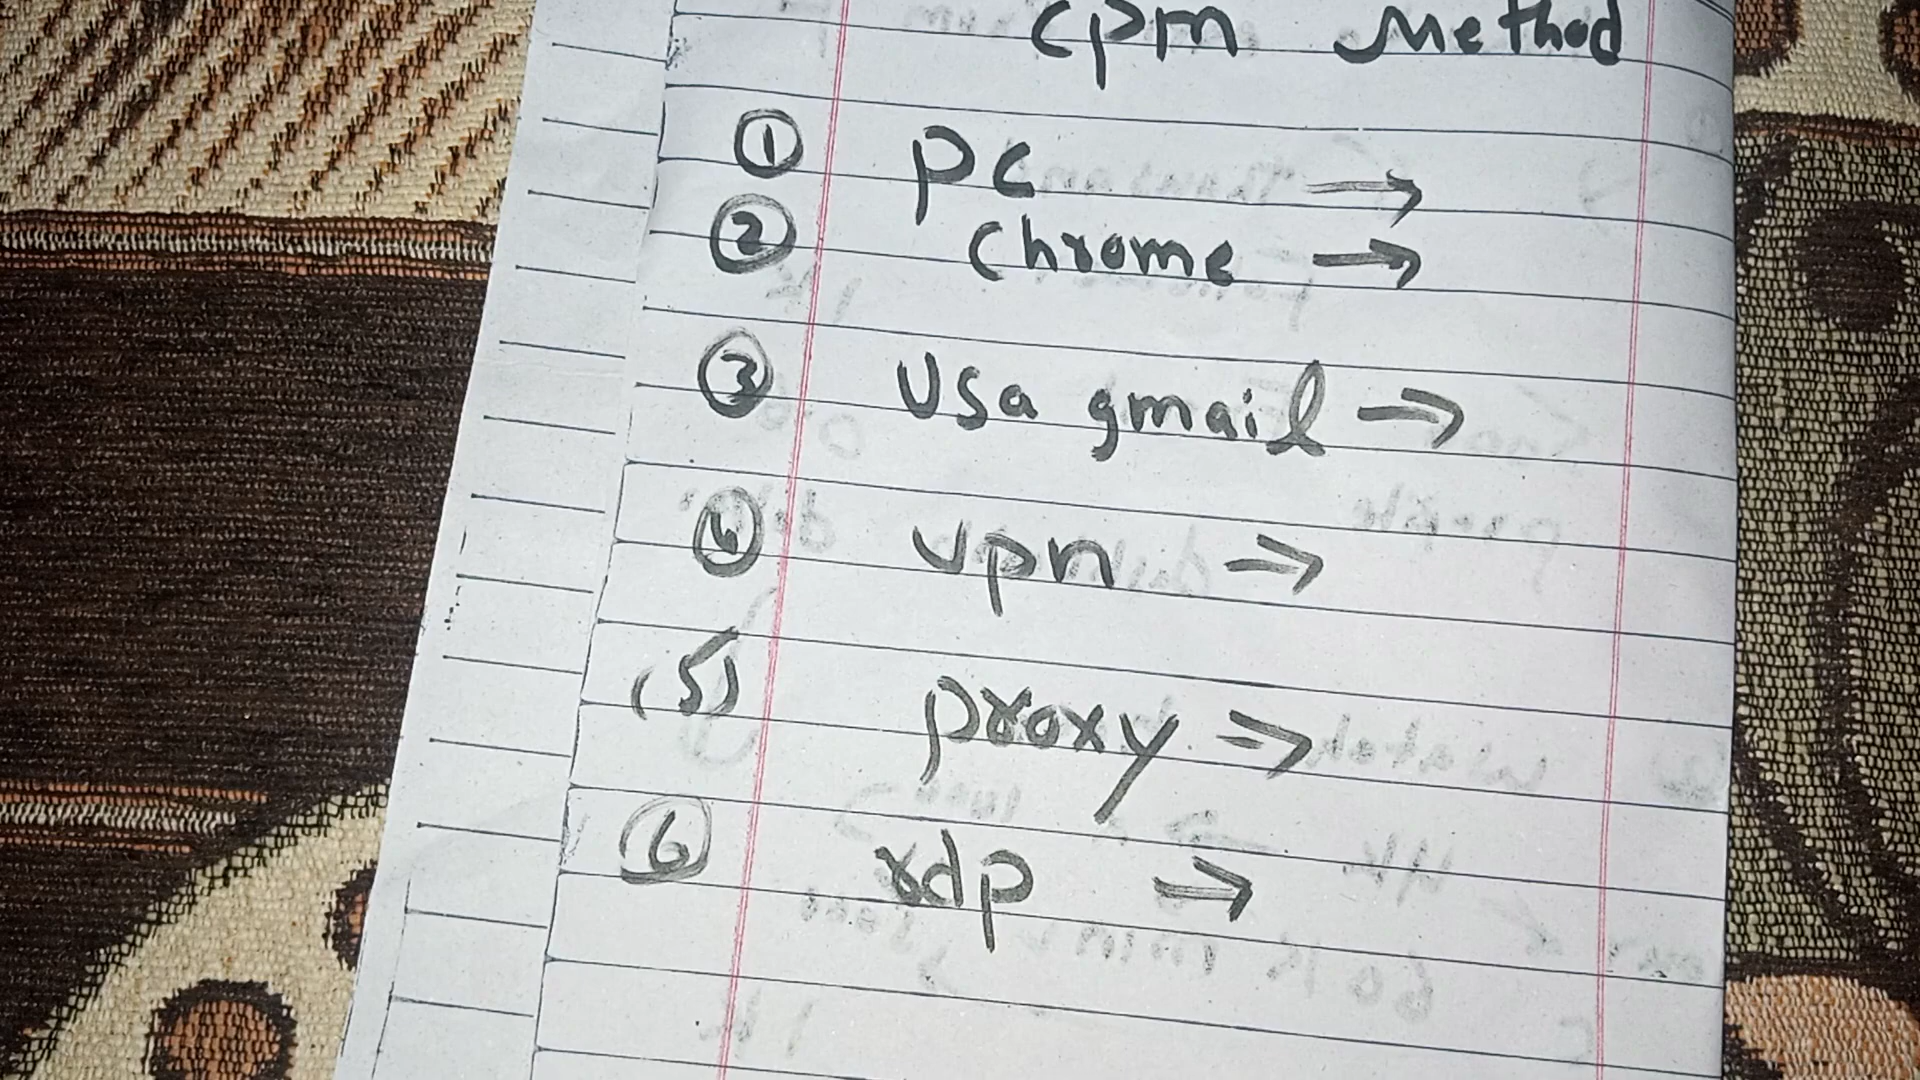 cpm Method
① pc →
② Chrome →
③ Usa gmail →
④ vpn ⇒
(5) proxy ⇒
⑥ rdp →